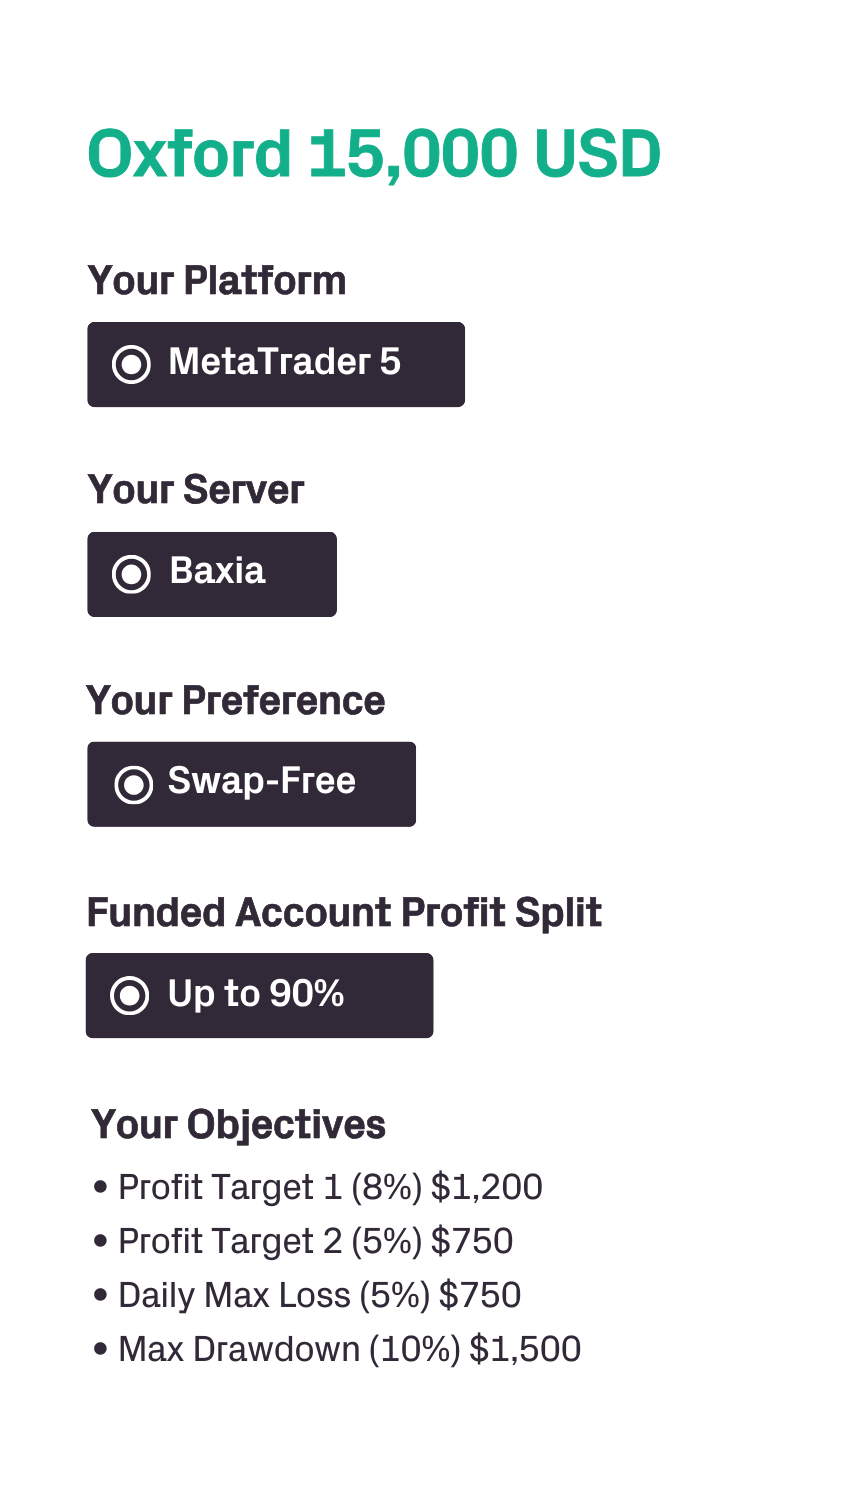 Oxford 15,000 USD
Your Platform
MetaTrader 5
Your Server
Baxia
Your Preference
Swap-Free
Funded Account Profit Split
Up to 90%
Your Objectives
• Profit Target 1 (8%) $1,200
• Profit Target 2 (5%) $750
• Daily Max Loss (5%) $750
• Max Drawdown (10%) $1,500